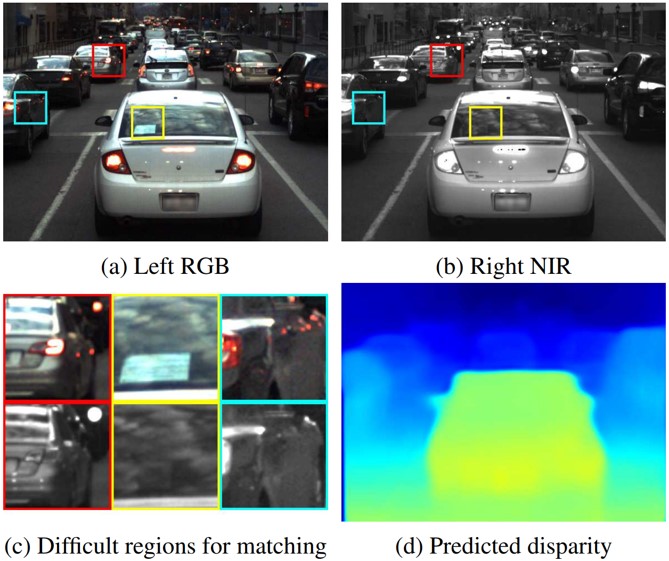 (a) Left RGB
(b) Right NIR
(c) Difficult regions for matching
(d) Predicted disparity